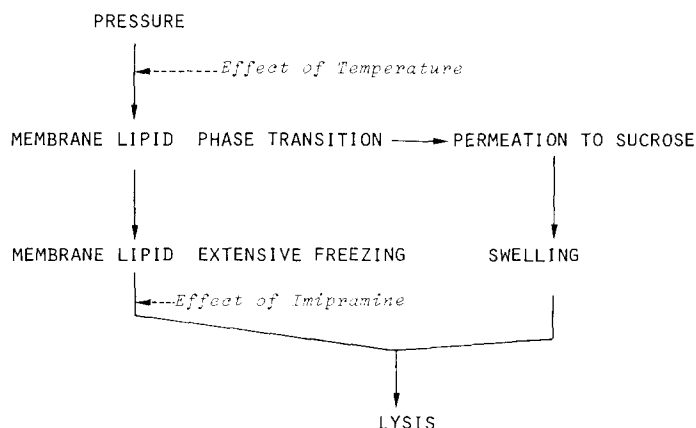 PRESSURE
Effect of Temperature
MEMBRANE LIPID PHASE TRANSITION
PERMEATION TO SUCROSE
MEMBRANE LIPID EXTENSIVE FREEZING
SWELLING
Effect of Imipramine
LYSIS